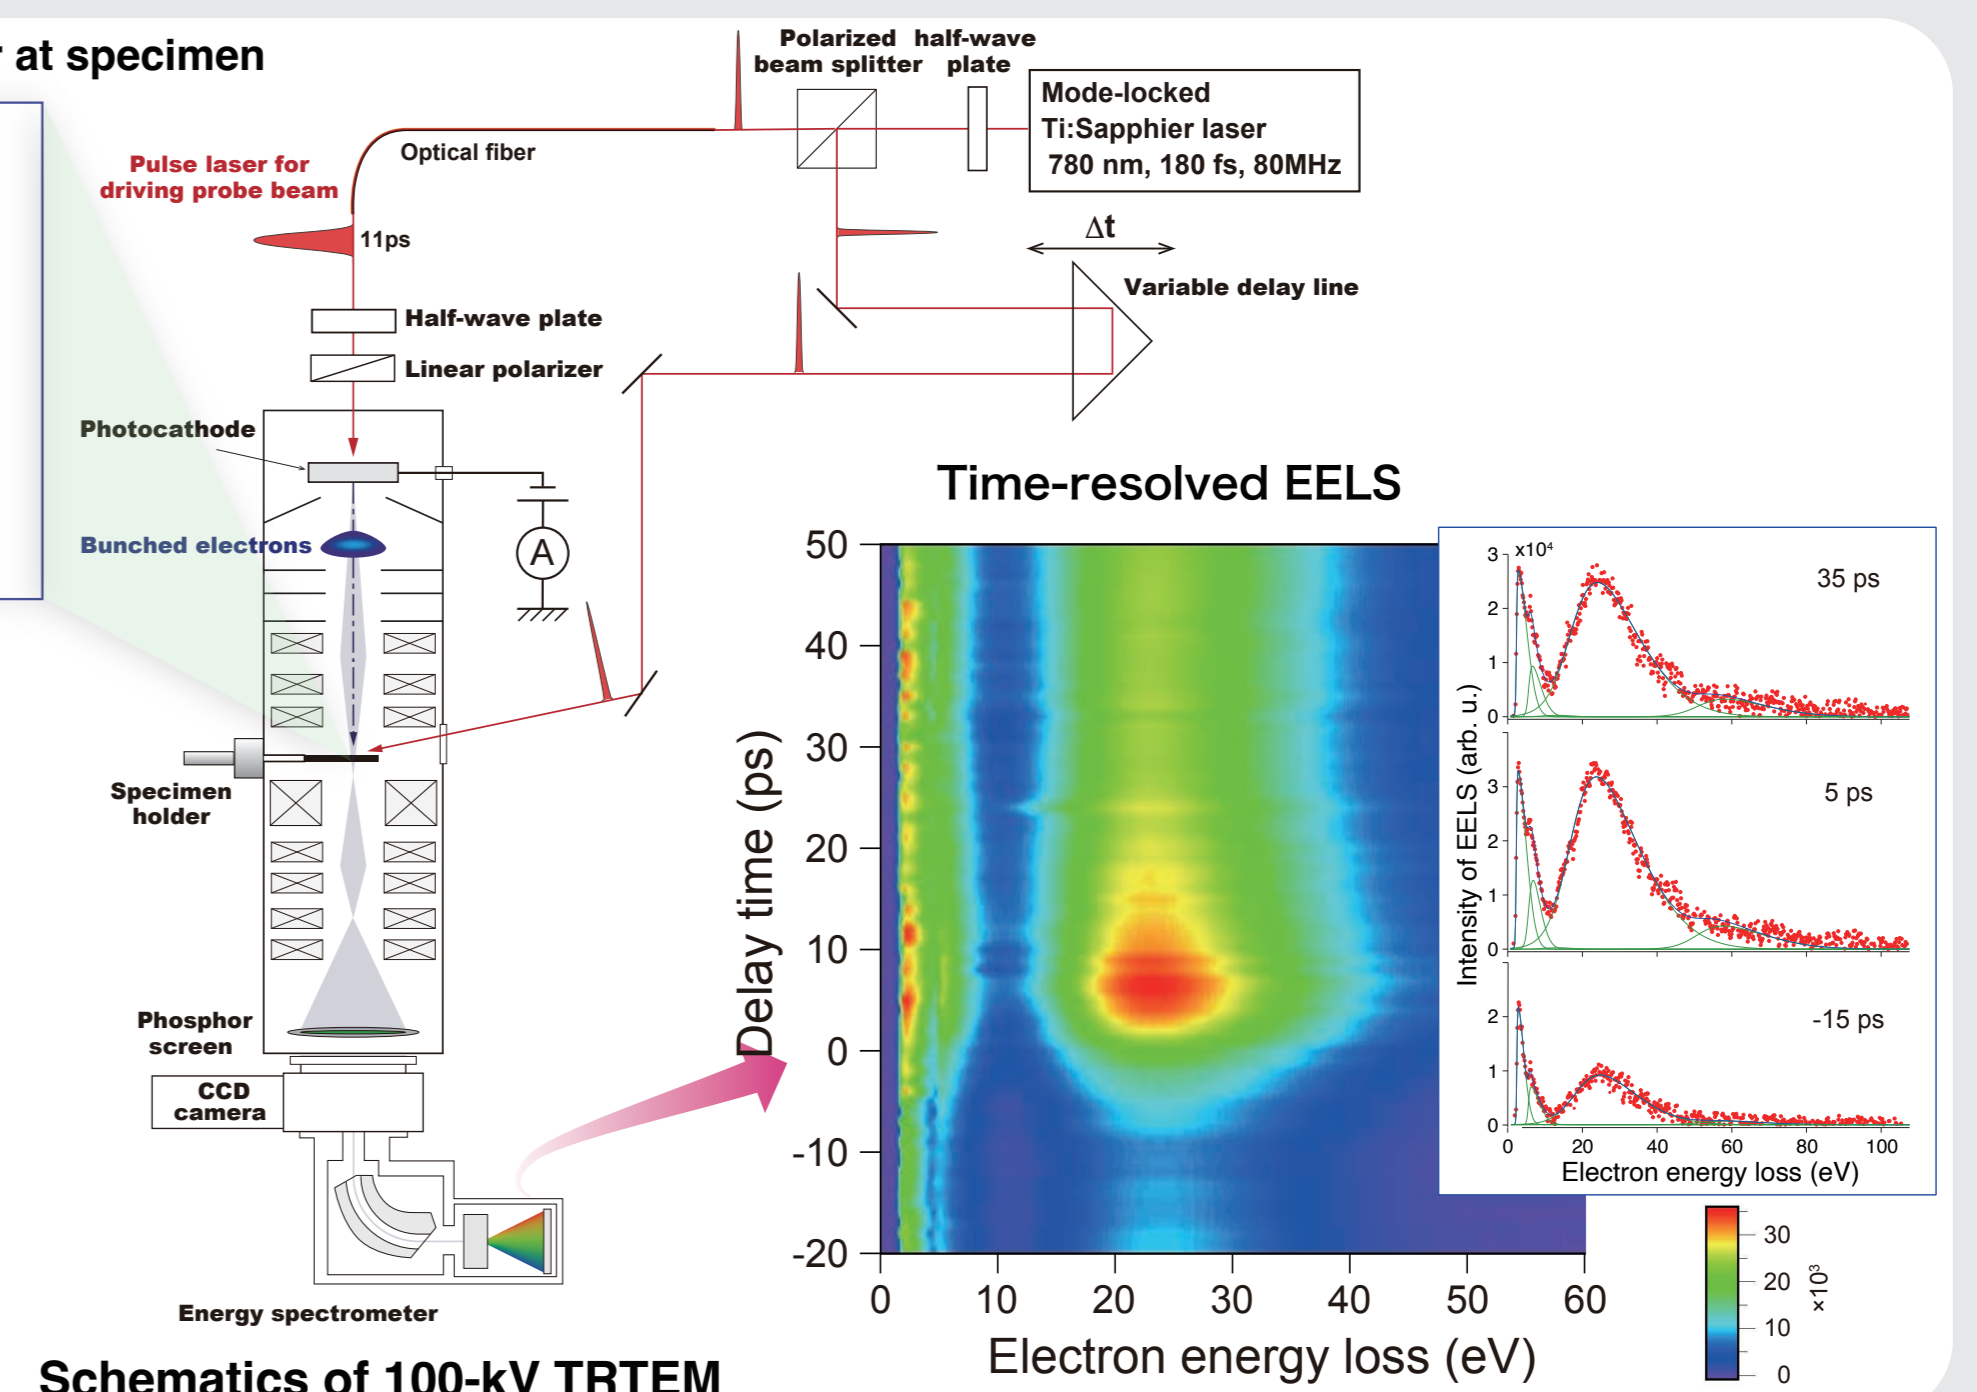 r at specimen
Polarized half-wave
beam splitter plate
Mode-locked
Ti:Sapphier laser
780 nm, 180 fs, 80MHz
Optical fiber
Pulse laser for
driving probe beam
11ps
Δt
Variable delay line
Half-wave plate
Linear polarizer
Photocathode
Bunched electrons
A
Specimen
holder
Phosphor
screen
CCD
camera
Energy spectrometer
Schematics of 100-kV TRTEM
Time-resolved EELS
50
40
30
20
10
0
-10
-20
Delay time (ps)
0 10 20 30 40 50 60
Electron energy loss (eV)
x10⁴
35 ps
3
2
1
0
5 ps
3
2
1
0
-15 ps
2
1
0
Intensity of EELS (arb. u.)
0 20 40 60 80 100
Electron energy loss (eV)
30
20
10
0
×10³